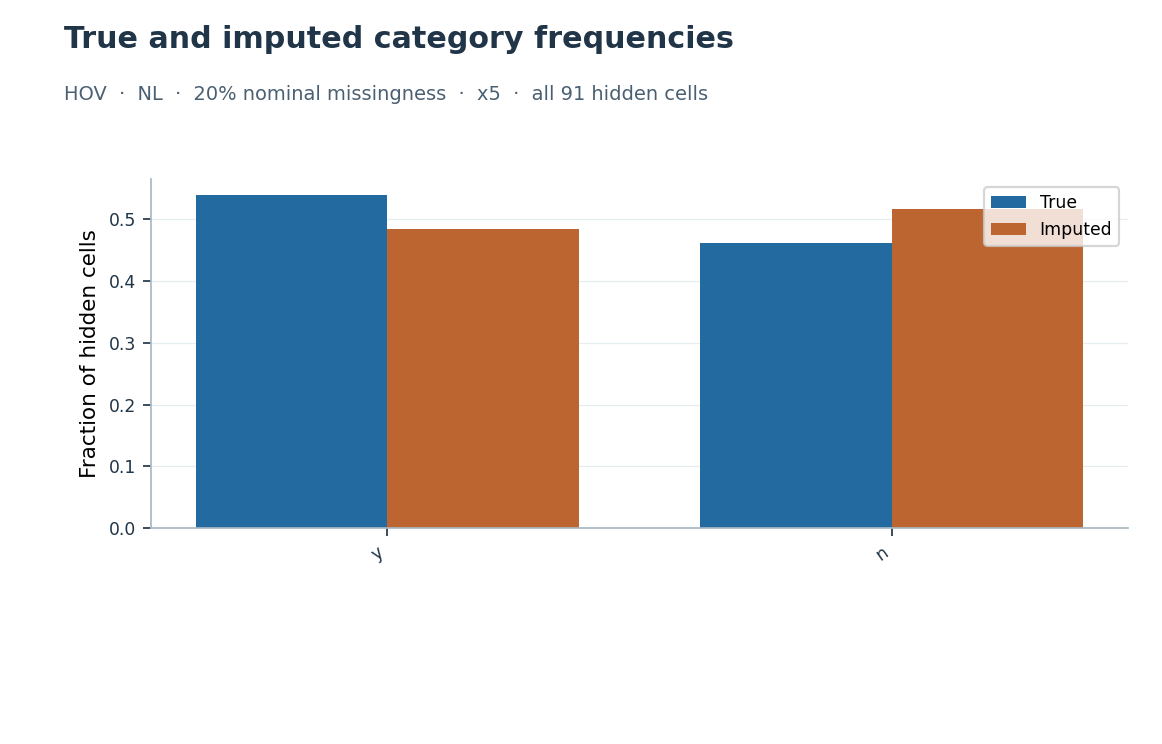 True and imputed category frequencies
HOV · NL · 20% nominal missingness · x5 · all 91 hidden cells
Fraction of hidden cells
0.5
0.4
0.3
0.2
0.1
0.0
True
Imputed
y
n